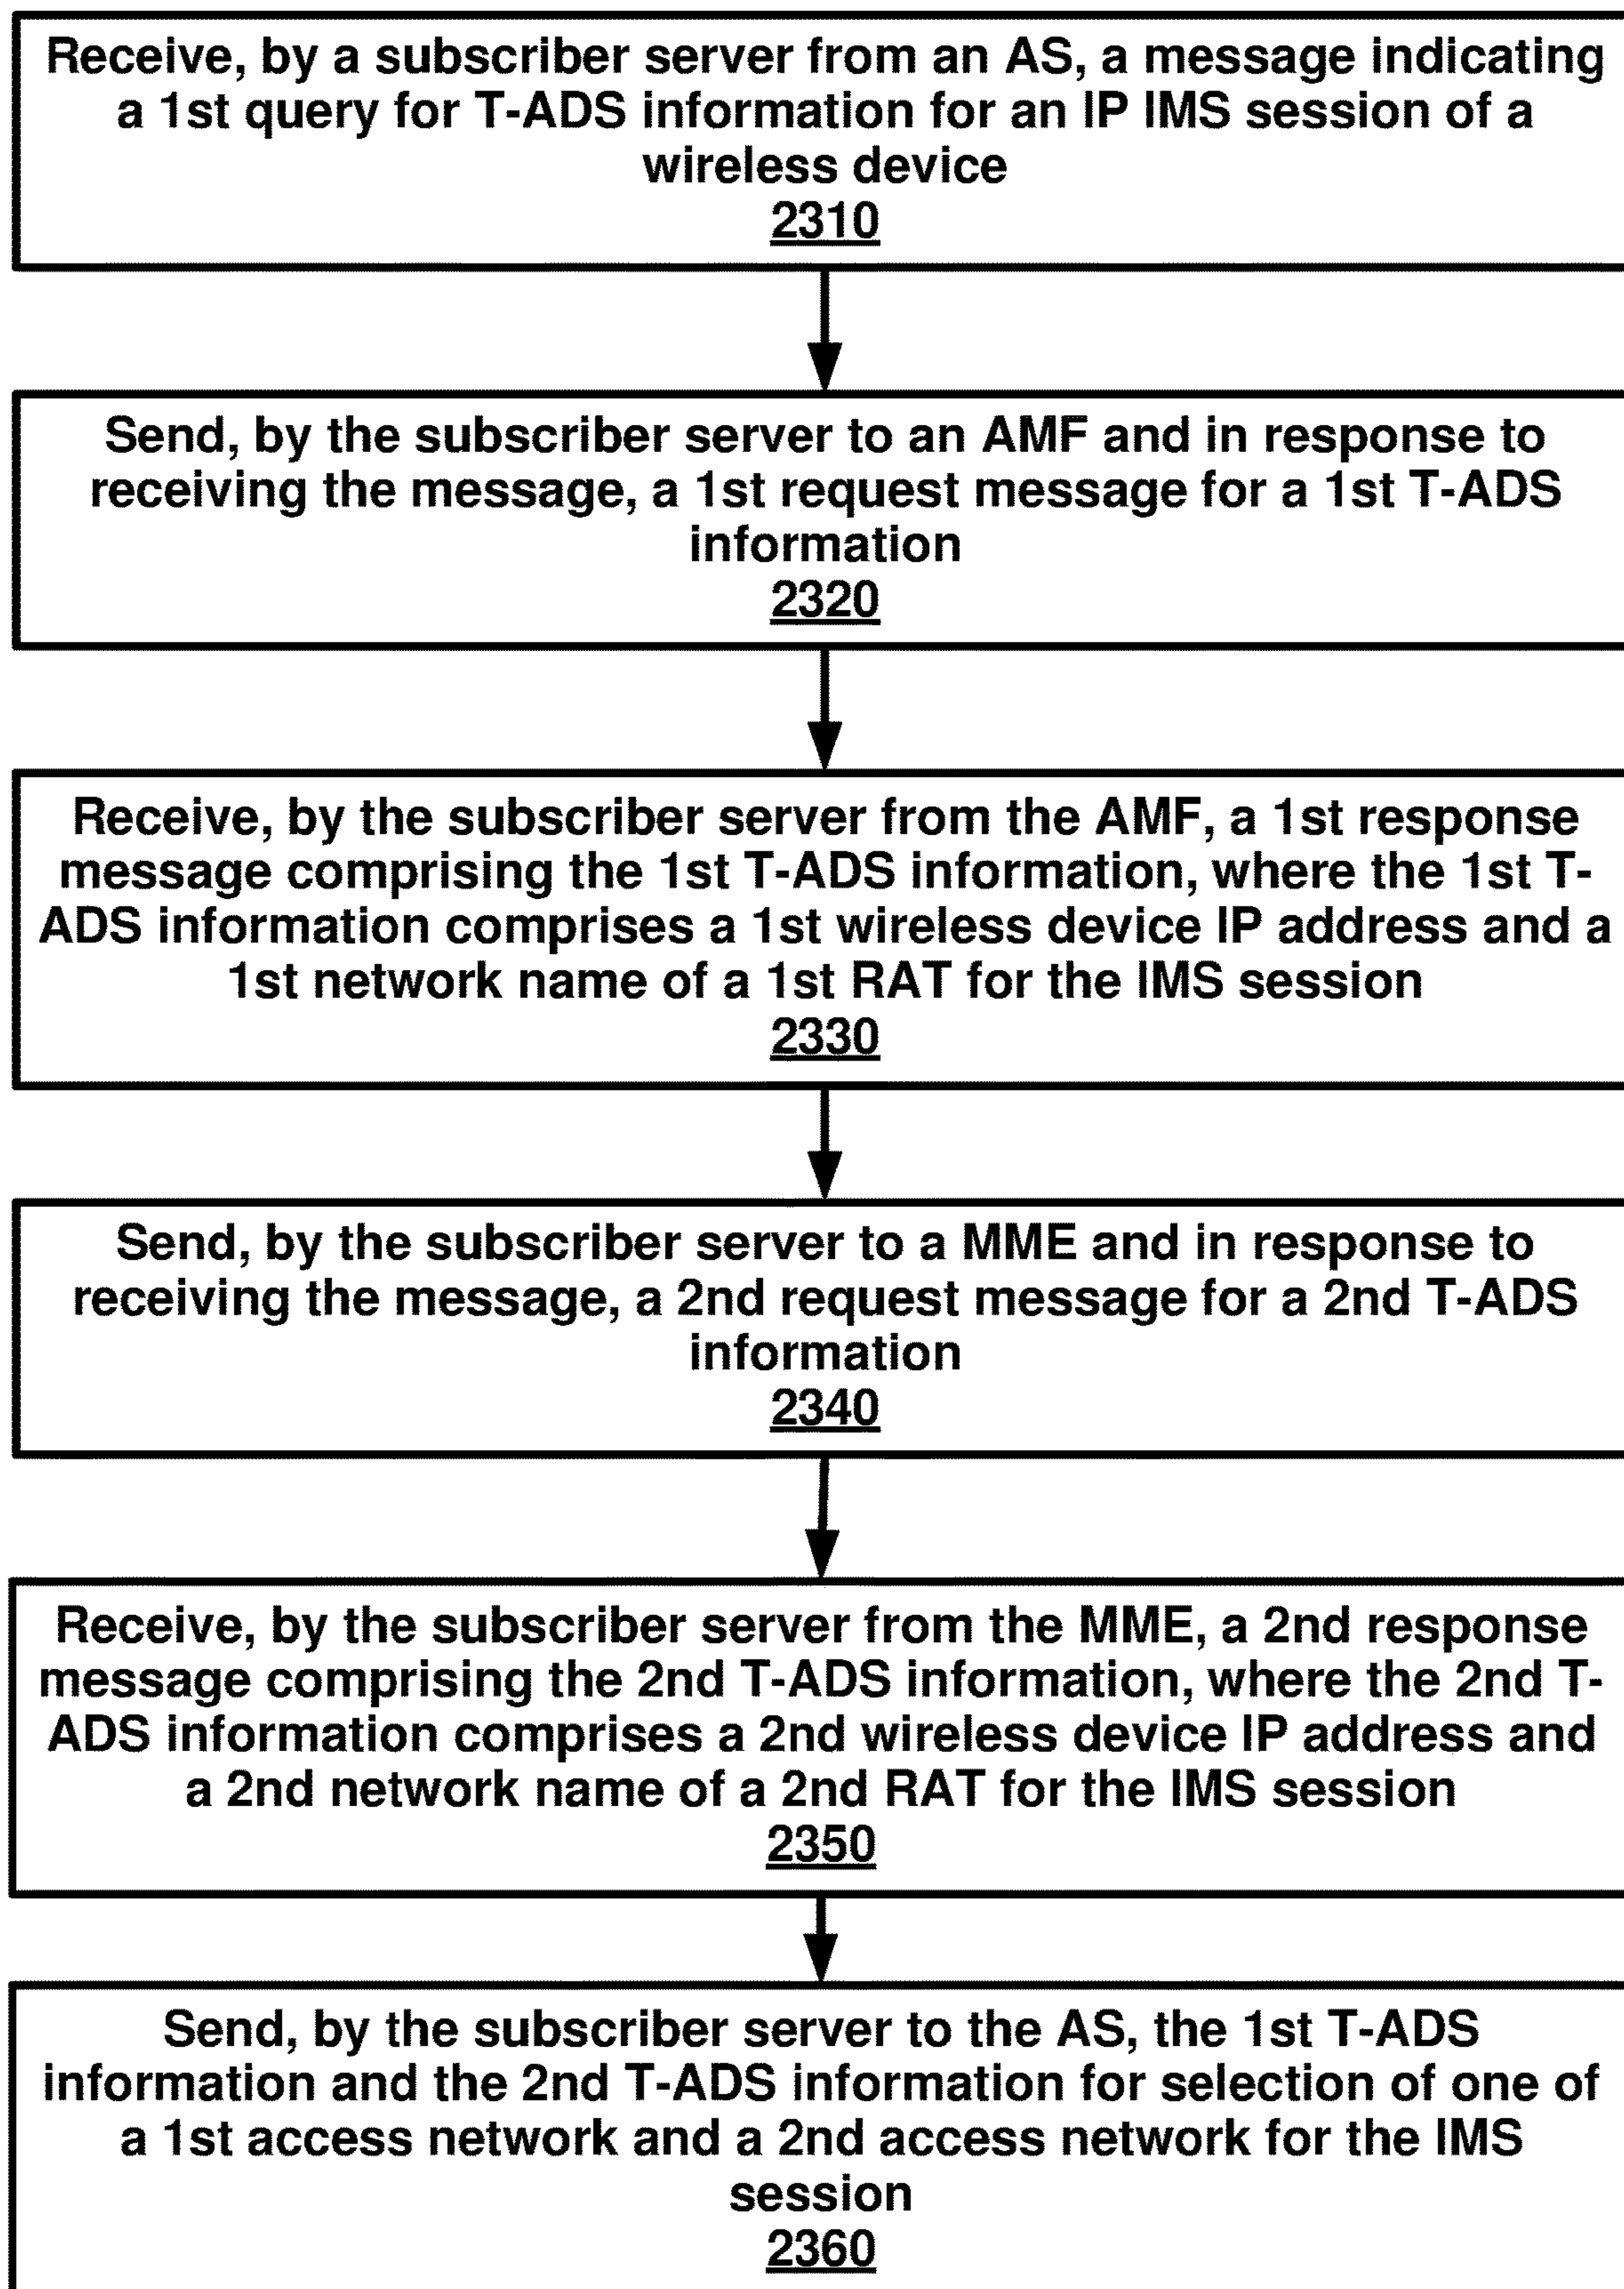 Receive, by a subscriber server from an AS, a message indicating
a 1st query for T-ADS information for an IP IMS session of a
wireless device
2310
Send, by the subscriber server to an AMF and in response to
receiving the message, a 1st request message for a 1st T-ADS
information
2320
Receive, by the subscriber server from the AMF, a 1st response
message comprising the 1st T-ADS information, where the 1st T-
ADS information comprises a 1st wireless device IP address and a
1st network name of a 1st RAT for the IMS session
2330
Send, by the subscriber server to a MME and in response to
receiving the message, a 2nd request message for a 2nd T-ADS
information
2340
Receive, by the subscriber server from the MME, a 2nd response
message comprising the 2nd T-ADS information, where the 2nd T-
ADS information comprises a 2nd wireless device IP address and
a 2nd network name of a 2nd RAT for the IMS session
2350
Send, by the subscriber server to the AS, the 1st T-ADS
information and the 2nd T-ADS information for selection of one of
a 1st access network and a 2nd access network for the IMS
session
2360